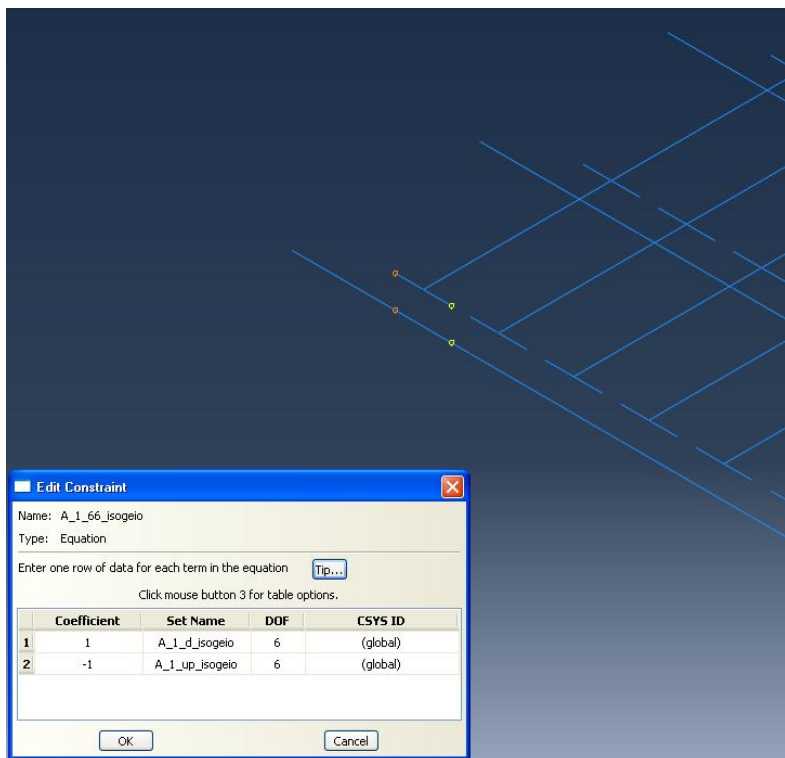 Edit Constraint
Name: A_1_66_isogeio
Type: Equation
Enter one row of data for each term in the equation Tip...
Click mouse button 3 for table options.
Coefficient Set Name DOF CSYS ID
1 1 A_1_d_isogeio 6 (global)
2 -1 A_1_up_isogeio 6 (global)
OK Cancel